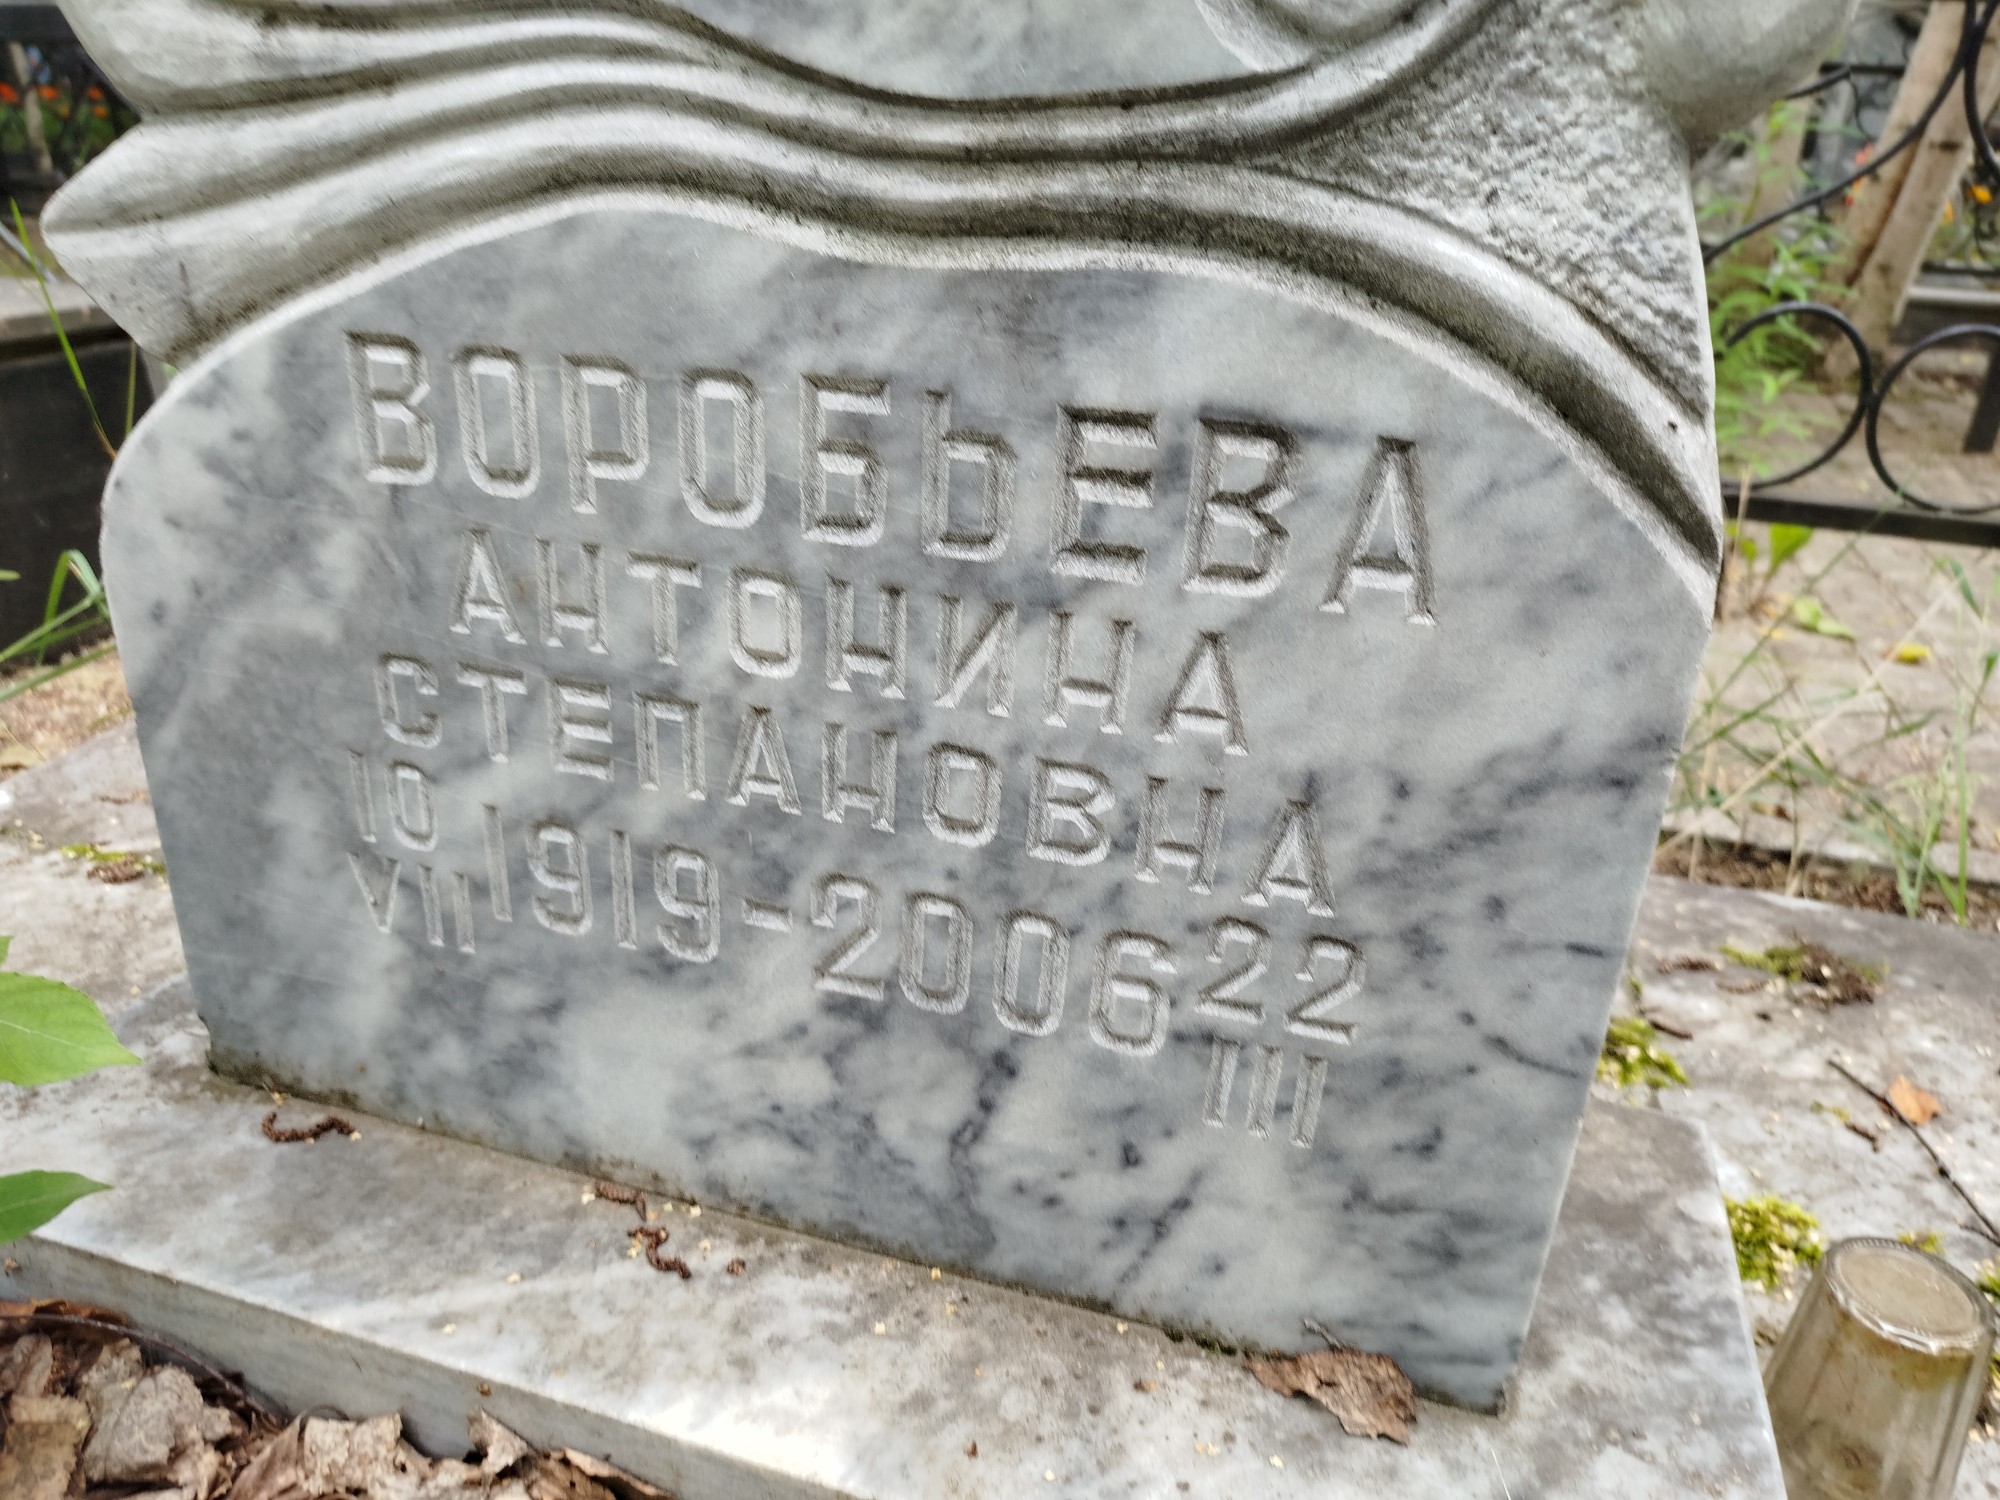 ВОРОБЬЕВА
АНТОНИНА
СТЕПАНОВНА
10 VII 1919-2006 22 III